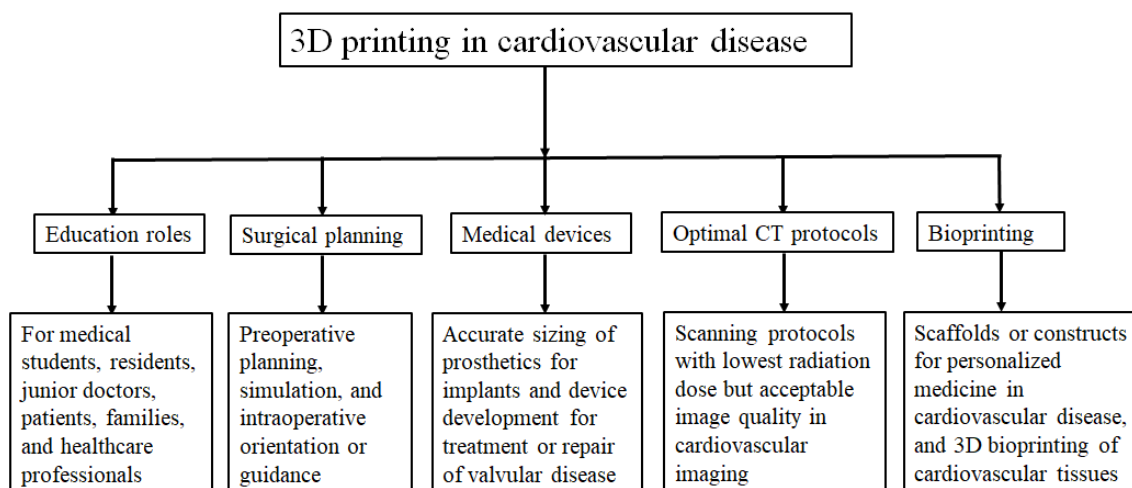 3D printing in cardiovascular disease
Education roles
Surgical planning
Medical devices
Optimal CT protocols
Bioprinting
For medical
students, residents,
junior doctors,
patients, families,
and healthcare
professionals
Preoperative
planning,
simulation, and
intraoperative
orientation or
guidance
Accurate sizing of
prosthetics for
implants and device
development for
treatment or repair
of valvular disease
Scanning protocols
with lowest radiation
dose but acceptable
image quality in
cardiovascular
imaging
Scaffolds or constructs
for personalized
medicine in
cardiovascular disease,
and 3D bioprinting of
cardiovascular tissues